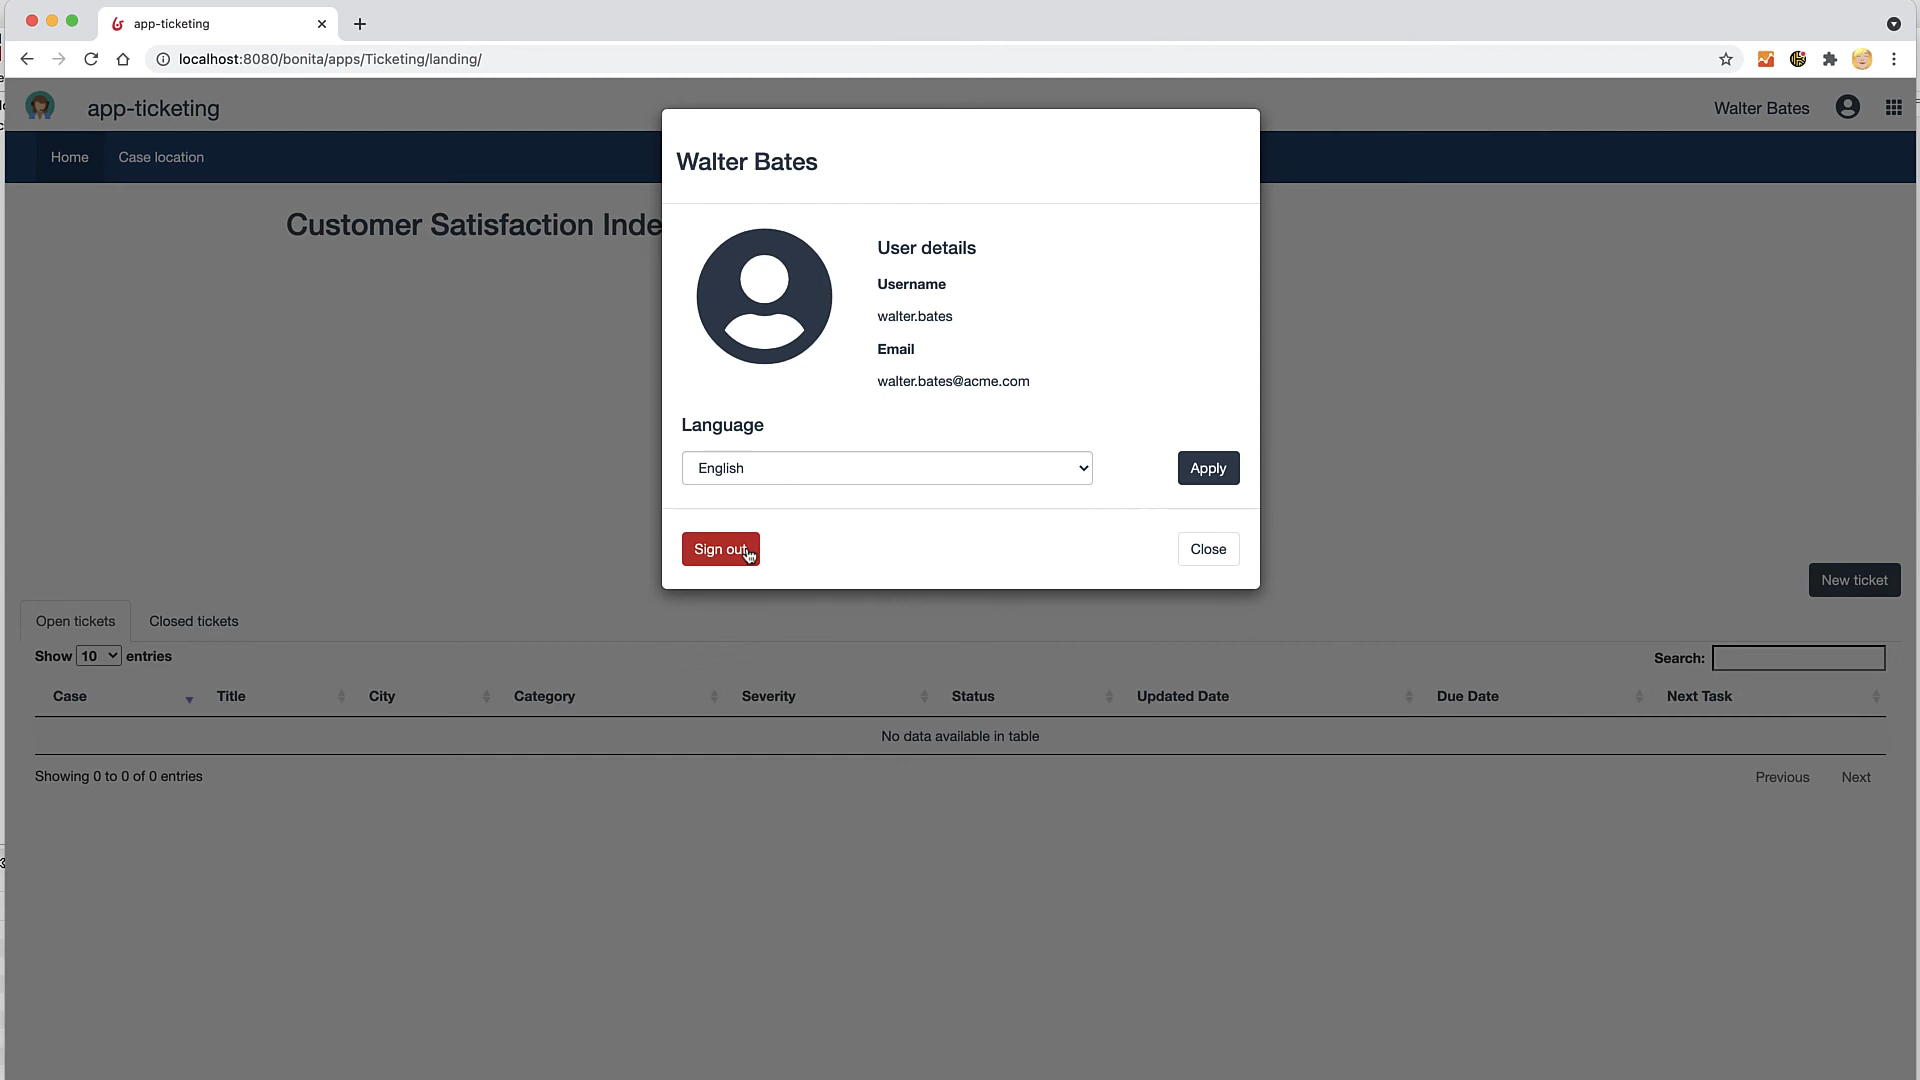 app-ticketing
localhost:8080/bonita/apps/Ticketing/landing/
app-ticketing
Walter Bates
Home Case location
Walter Bates
Customer Satisfaction Inde
User details
Username
walter.bates
Email
walter.bates@acme.com
Language
English
Apply
Sign out
Close
New ticket
Open tickets Closed tickets
Show 10 entries
Search:
Case Title City Category Severity Status Updated Date Due Date Next Task
No data available in table
Showing 0 to 0 of 0 entries
Previous Next